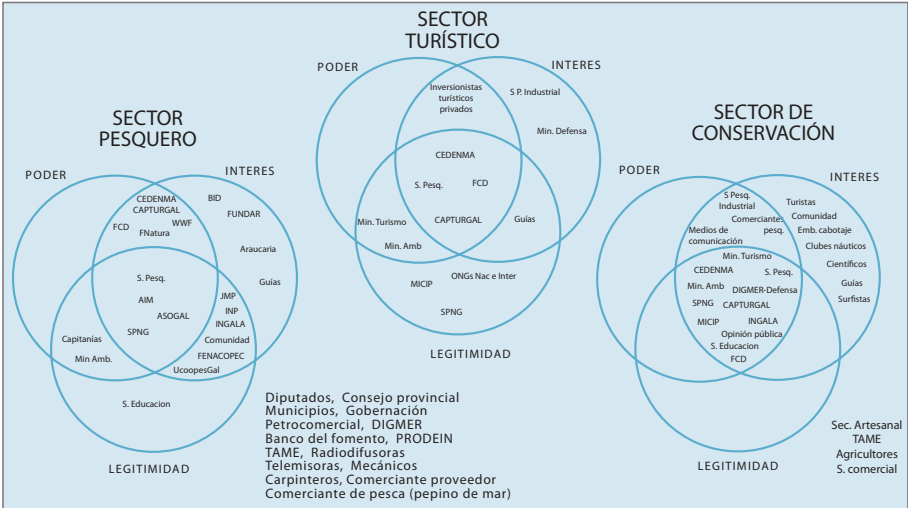 SECTOR
TURÍSTICO
PODER
INTERES
Inversionistas
turísticos
privados
S P. Industrial
Min. Defensa
CEDENMA
S. Pesq.
FCD
CAPTURGAL
Guías
Min. Turismo
Min. Amb
MICIP
ONGs Nac e Inter
SPNG
LEGITIMIDAD
SECTOR
PESQUERO
PODER
INTERES
CEDENMA
CAPTURGAL
FCD
WWF
FNatura
BID
FUNDAR
Araucaria
Guías
S. Pesq.
AIM
ASOGAL
SPNG
JMP
INP
INGALA
Comunidad
FENACOPEC
UcoopesGal
Capitanías
Min Amb.
S. Educacion
LEGITIMIDAD
SECTOR DE
CONSERVACIÓN
PODER
INTERES
S Pesq.
Industrial
Comerciante.
pesq.
Medios de
comunicación
Turistas
Comunidad
Emb. cabotaje
Clubes náuticos
Científicos
Guías
Surfistas
Min. Turismo
CEDENMA
S. Pesq.
Min. Amb
DIGMER-Defensa
SPNG
CAPTURGAL
MICIP
INGALA
Opinión pública
S. Educacion
FCD
LEGITIMIDAD
Sec. Artesanal
TAME
Agricultores
S. comercial
Diputados, Consejo provincial
Municipios, Gobernación
Petrocomercial, DIGMER
Banco del fomento, PRODEIN
TAME, Radiodifusoras
Telemisoras, Mecánicos
Carpinteros, Comerciante proveedor
Comerciante de pesca (pepino de mar)